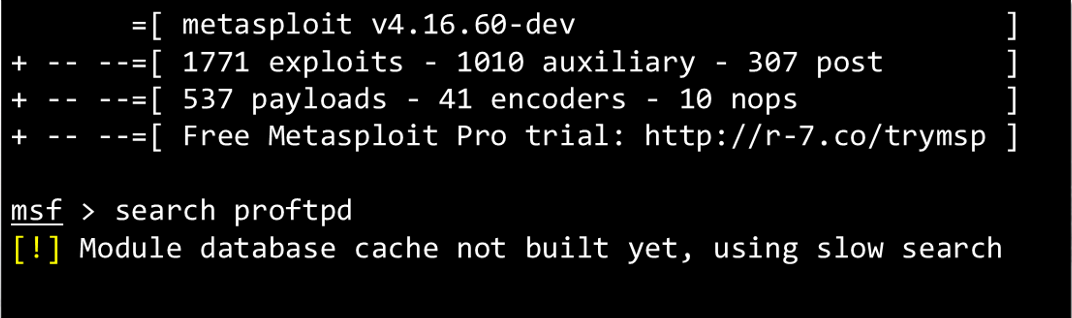 =[ metasploit v4.16.60-dev ]
+ -- --=[ 1771 exploits - 1010 auxiliary - 307 post ]
+ -- --=[ 537 payloads - 41 encoders - 10 nops ]
+ -- --=[ Free Metasploit Pro trial: http://r-7.co/trymsp ]
msf > search proftpd
[!] Module database cache not built yet, using slow search